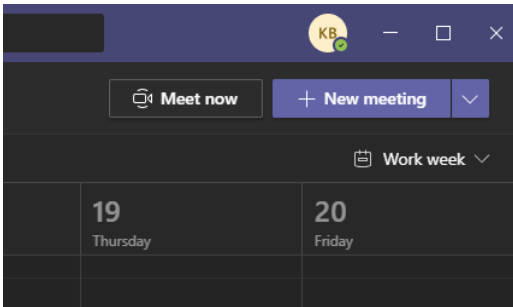 KB
Meet now
New meeting
Work week
19
Thursday
20
Friday